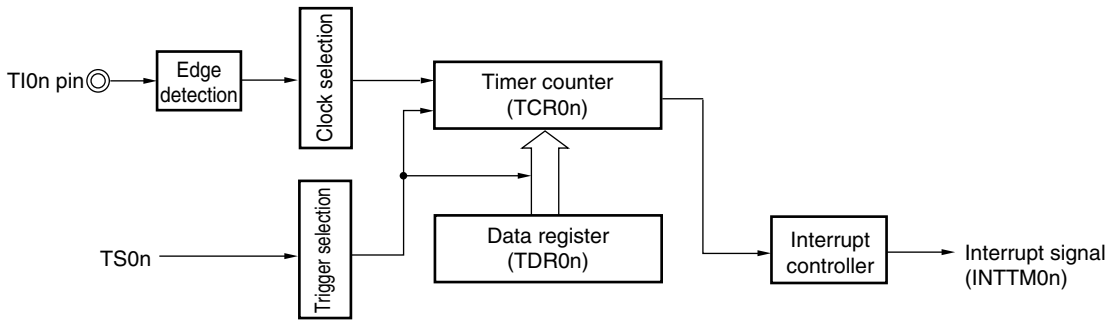 TI0n pin
Edge
detection
Clock selection
Timer counter
(TCR0n)
TS0n
Trigger selection
Data register
(TDR0n)
Interrupt
controller
Interrupt signal
(INTTM0n)